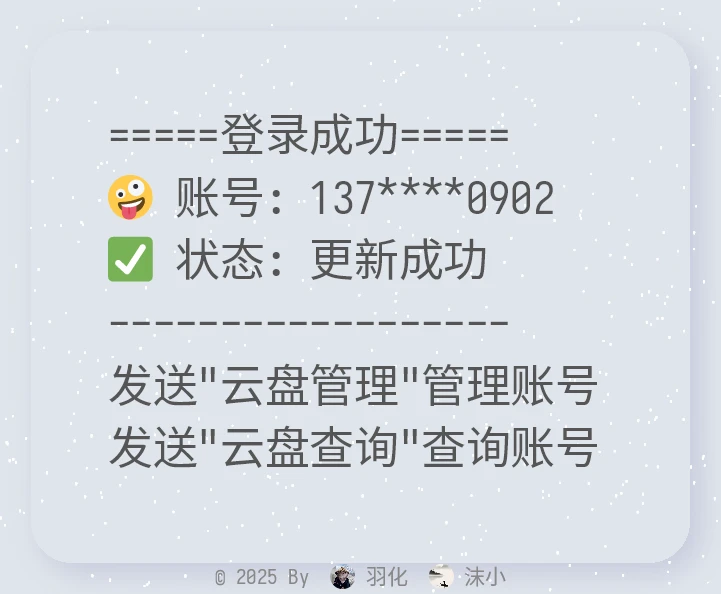 =====登录成功=====
🤪 账号：137****0902
✅ 状态：更新成功
------------------
发送"云盘管理"管理账号
发送"云盘查询"查询账号
© 2025 By 羽化 沫小